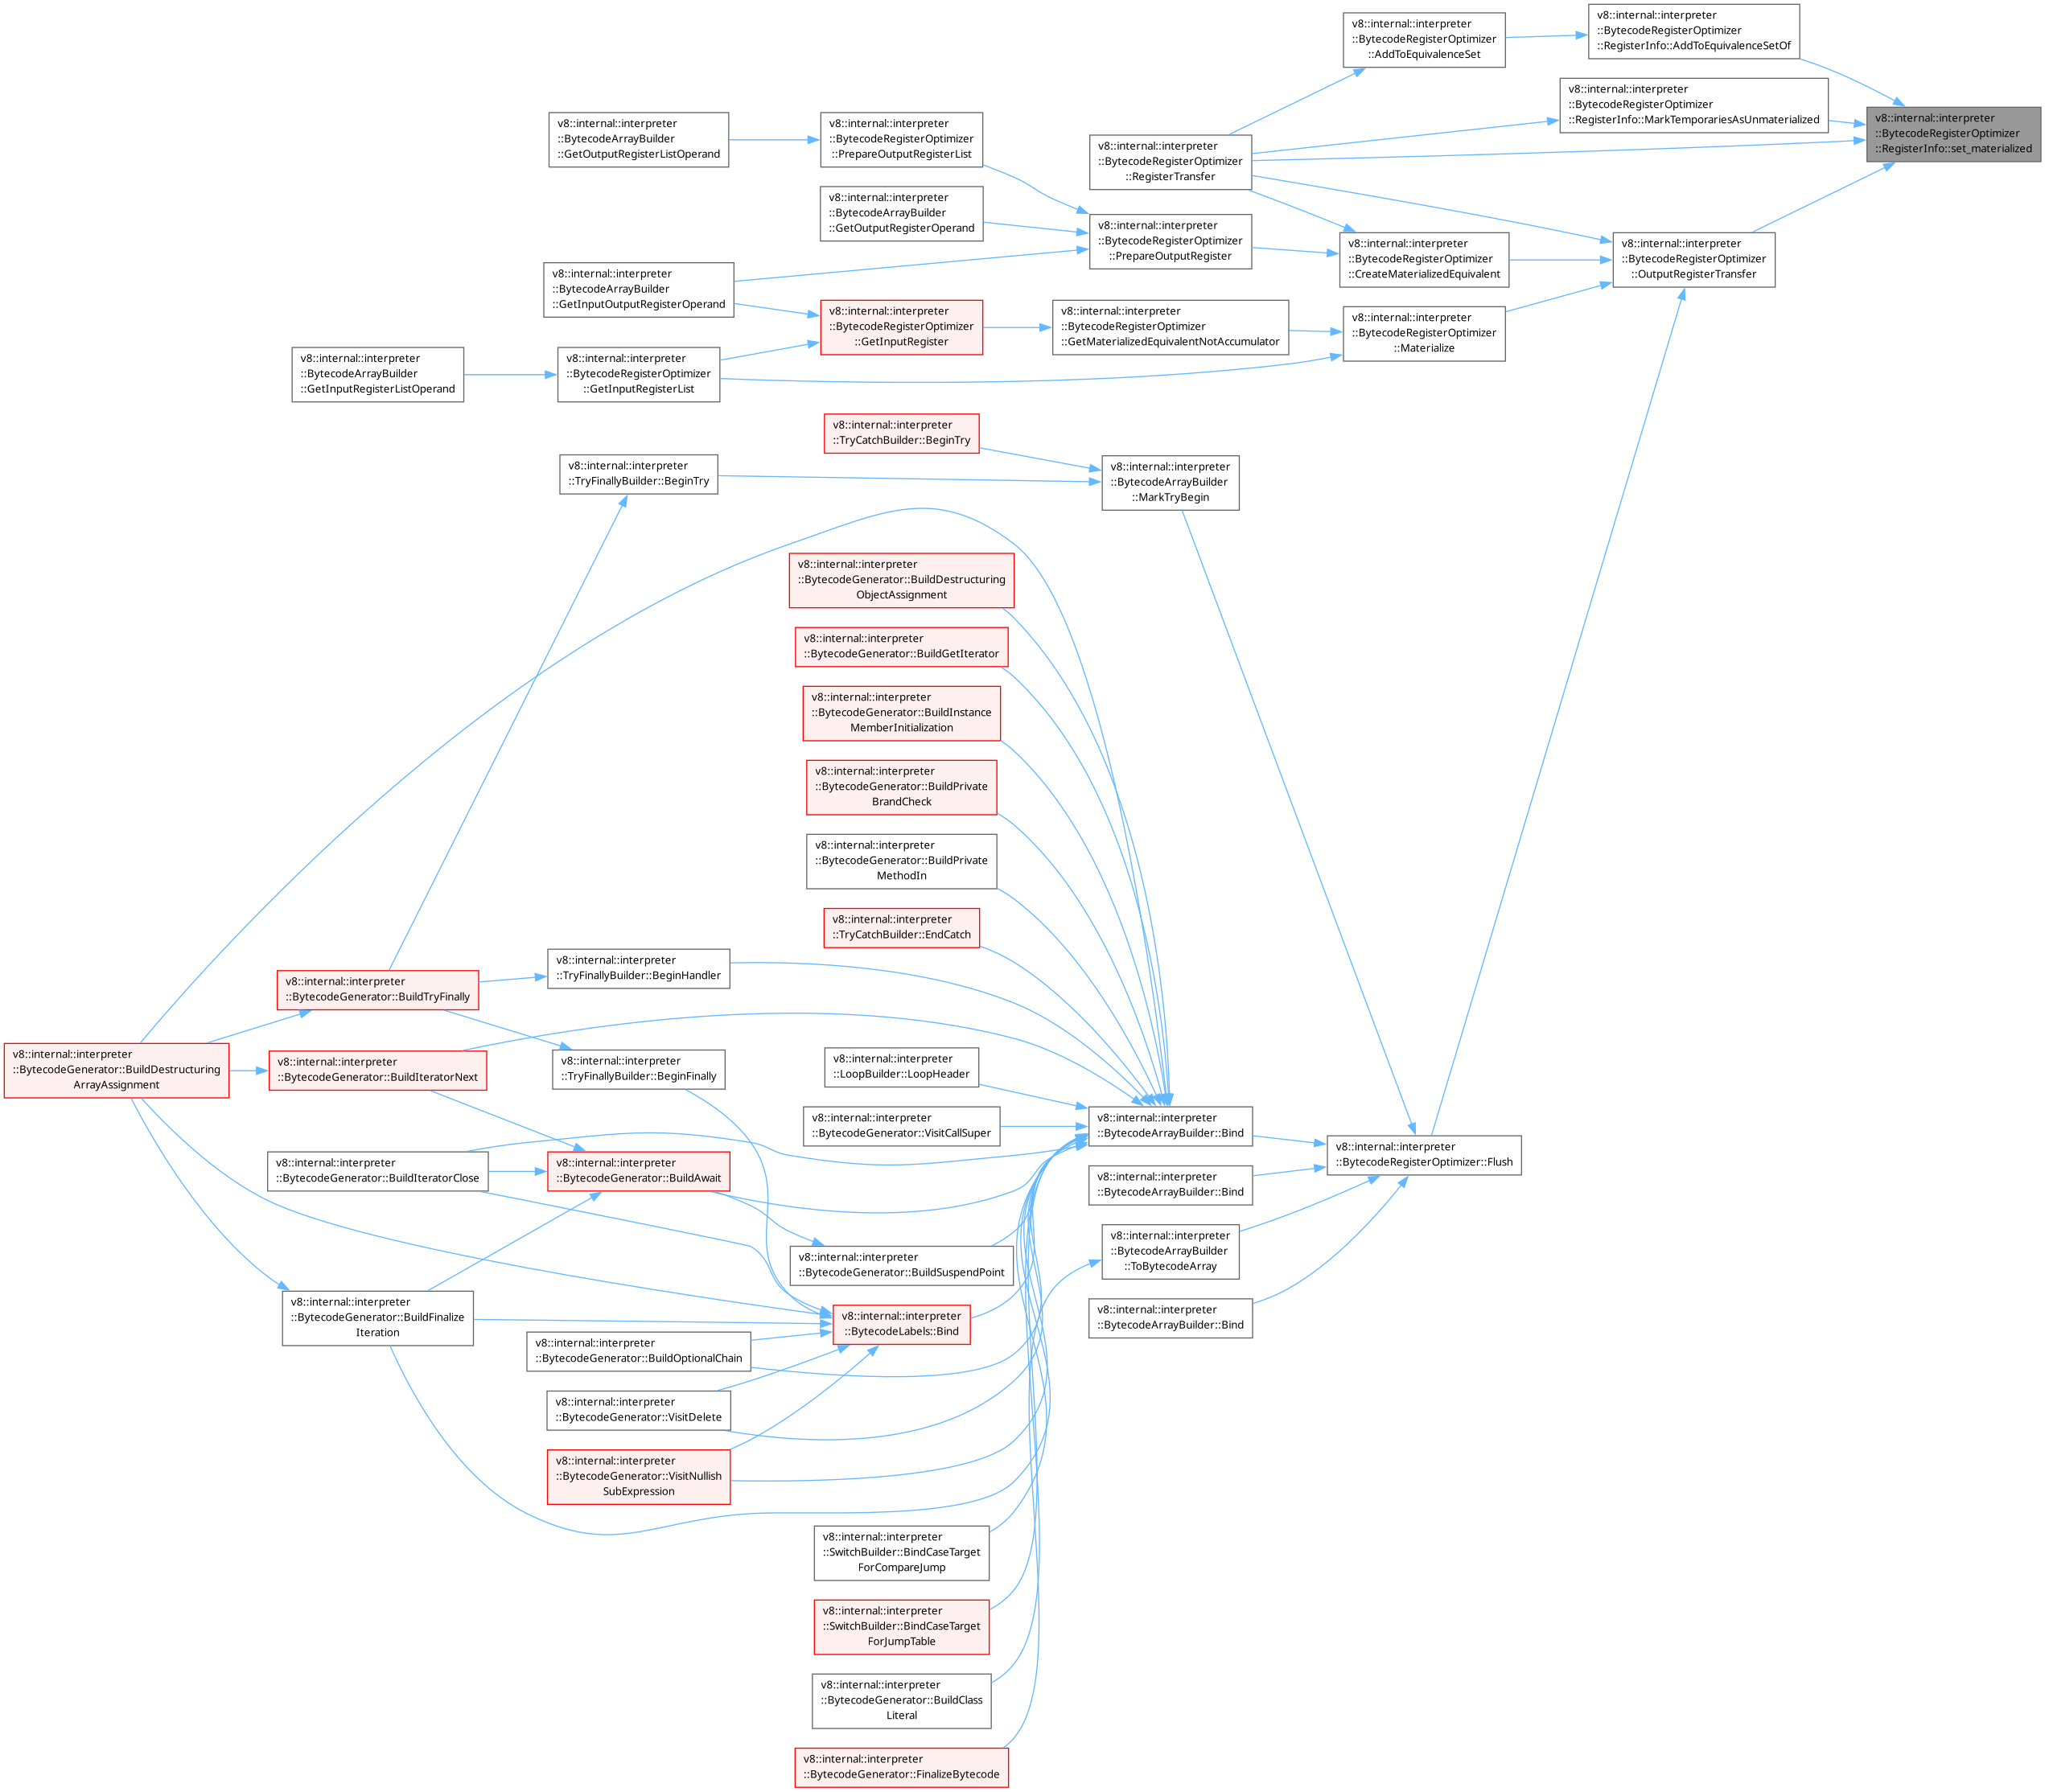 v8::internal::interpreter
::BytecodeRegisterOptimizer
::RegisterInfo::AddToEquivalenceSetOf
v8::internal::interpreter
::BytecodeRegisterOptimizer
::AddToEquivalenceSet
v8::internal::interpreter
::BytecodeRegisterOptimizer
::RegisterInfo::MarkTemporariesAsUnmaterialized
v8::internal::interpreter
::BytecodeRegisterOptimizer
::RegisterInfo::set_materialized
v8::internal::interpreter
::BytecodeArrayBuilder
::GetOutputRegisterListOperand
v8::internal::interpreter
::BytecodeRegisterOptimizer
::PrepareOutputRegisterList
v8::internal::interpreter
::BytecodeRegisterOptimizer
::RegisterTransfer
v8::internal::interpreter
::BytecodeArrayBuilder
::GetOutputRegisterOperand
v8::internal::interpreter
::BytecodeRegisterOptimizer
::PrepareOutputRegister
v8::internal::interpreter
::BytecodeRegisterOptimizer
::CreateMaterializedEquivalent
v8::internal::interpreter
::BytecodeRegisterOptimizer
::OutputRegisterTransfer
v8::internal::interpreter
::BytecodeArrayBuilder
::GetInputOutputRegisterOperand
v8::internal::interpreter
::BytecodeRegisterOptimizer
::GetInputRegister
v8::internal::interpreter
::BytecodeRegisterOptimizer
::GetMaterializedEquivalentNotAccumulator
v8::internal::interpreter
::BytecodeRegisterOptimizer
::Materialize
v8::internal::interpreter
::BytecodeArrayBuilder
::GetInputRegisterListOperand
v8::internal::interpreter
::BytecodeRegisterOptimizer
::GetInputRegisterList
v8::internal::interpreter
::TryCatchBuilder::BeginTry
v8::internal::interpreter
::TryFinallyBuilder::BeginTry
v8::internal::interpreter
::BytecodeArrayBuilder
::MarkTryBegin
v8::internal::interpreter
::BytecodeGenerator::BuildDestructuring
ObjectAssignment
v8::internal::interpreter
::BytecodeGenerator::BuildGetIterator
v8::internal::interpreter
::BytecodeGenerator::BuildInstance
MemberInitialization
v8::internal::interpreter
::BytecodeGenerator::BuildPrivate
BrandCheck
v8::internal::interpreter
::BytecodeGenerator::BuildPrivate
MethodIn
v8::internal::interpreter
::TryCatchBuilder::EndCatch
v8::internal::interpreter
::TryFinallyBuilder::BeginHandler
v8::internal::interpreter
::BytecodeGenerator::BuildTryFinally
v8::internal::interpreter
::BytecodeGenerator::BuildDestructuring
ArrayAssignment
v8::internal::interpreter
::BytecodeGenerator::BuildIteratorNext
v8::internal::interpreter
::TryFinallyBuilder::BeginFinally
v8::internal::interpreter
::LoopBuilder::LoopHeader
v8::internal::interpreter
::BytecodeGenerator::VisitCallSuper
v8::internal::interpreter
::BytecodeArrayBuilder::Bind
v8::internal::interpreter
::BytecodeRegisterOptimizer::Flush
v8::internal::interpreter
::BytecodeGenerator::BuildIteratorClose
v8::internal::interpreter
::BytecodeGenerator::BuildAwait
v8::internal::interpreter
::BytecodeArrayBuilder::Bind
v8::internal::interpreter
::BytecodeGenerator::BuildSuspendPoint
v8::internal::interpreter
::BytecodeArrayBuilder
::ToBytecodeArray
v8::internal::interpreter
::BytecodeGenerator::BuildFinalize
Iteration
v8::internal::interpreter
::BytecodeLabels::Bind
v8::internal::interpreter
::BytecodeArrayBuilder::Bind
v8::internal::interpreter
::BytecodeGenerator::BuildOptionalChain
v8::internal::interpreter
::BytecodeGenerator::VisitDelete
v8::internal::interpreter
::BytecodeGenerator::VisitNullish
SubExpression
v8::internal::interpreter
::SwitchBuilder::BindCaseTarget
ForCompareJump
v8::internal::interpreter
::SwitchBuilder::BindCaseTarget
ForJumpTable
v8::internal::interpreter
::BytecodeGenerator::BuildClass
Literal
v8::internal::interpreter
::BytecodeGenerator::FinalizeBytecode